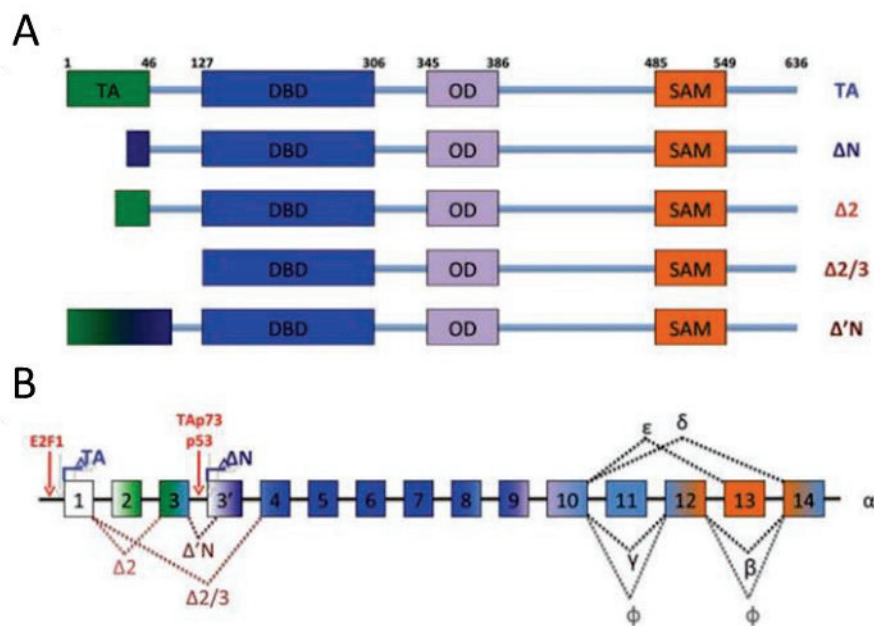 A
1 46 127 306 345 386 485 549 636
TA DBD OD SAM TA
DBD OD SAM ΔN
DBD OD SAM Δ2
DBD OD SAM Δ2/3
DBD OD SAM Δ'N
B
TAp73
E2F1 p53 ε δ
TA ΔN
1 2 3 3' 4 5 6 7 8 9 10 11 12 13 14 α
Δ'N
Δ2 γ β
Δ2/3
ϕ ϕ